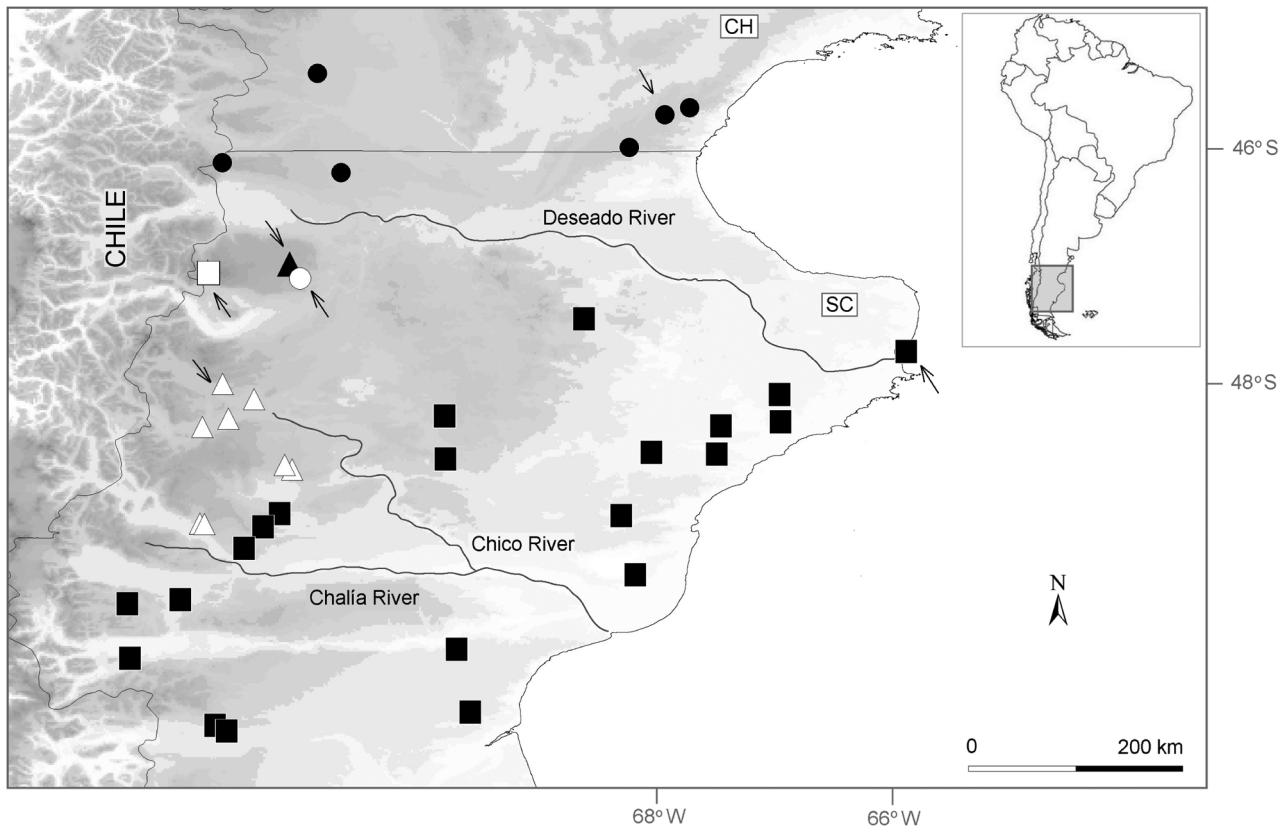 CH
46° S
CHILE
Deseado River
SC
48° S
Chico River
Chalía River
N
0
200 km
68° W
66° W